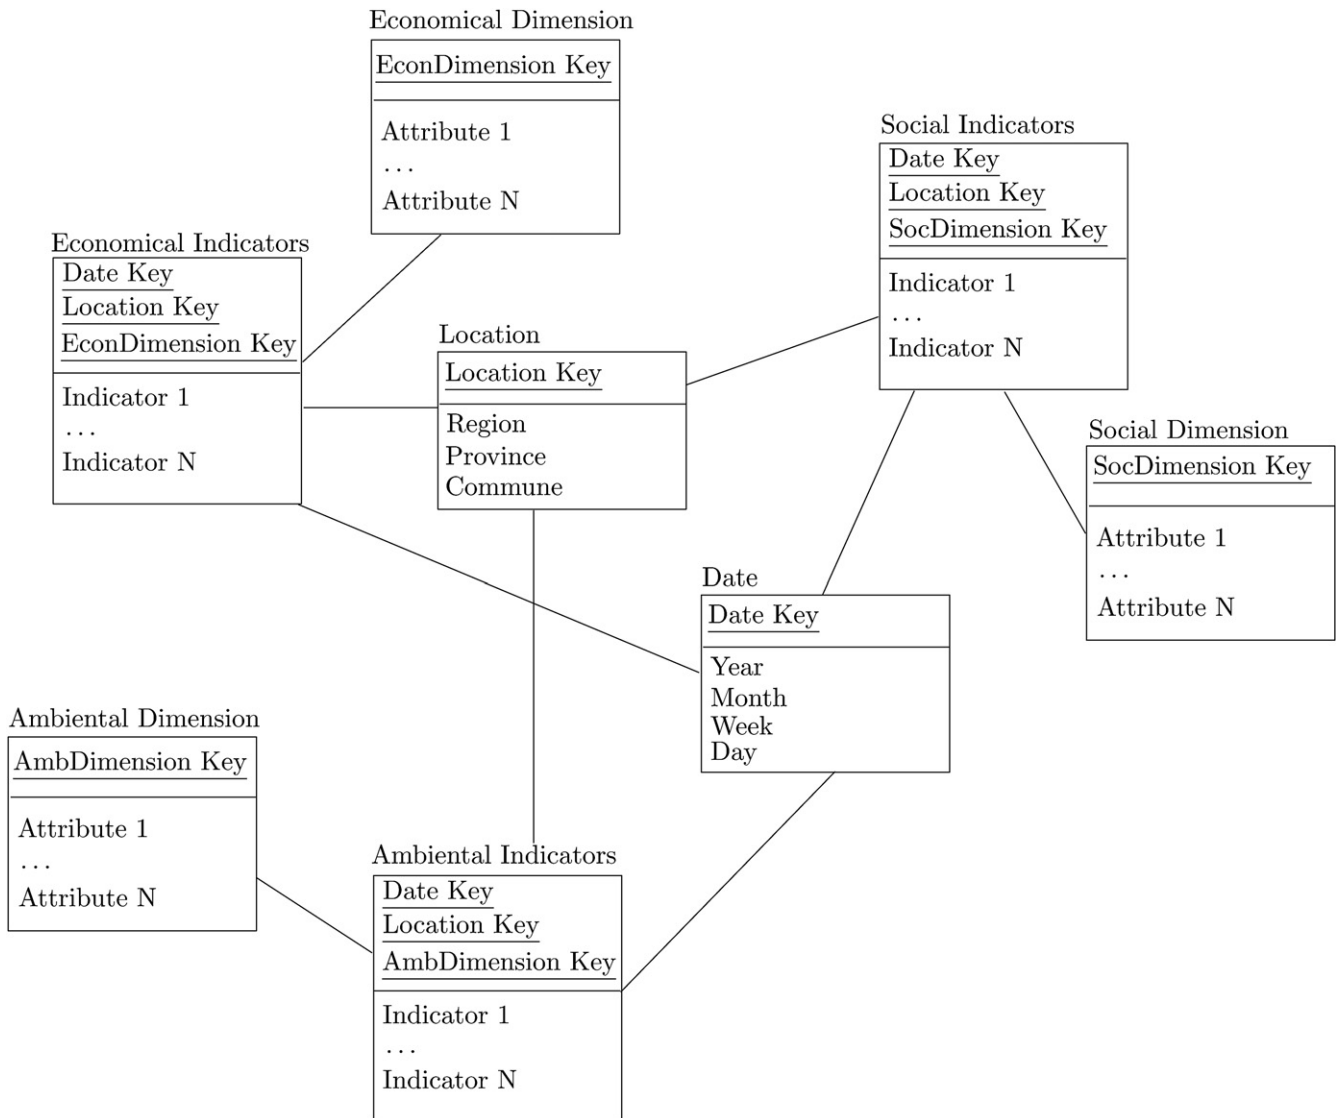 Economical Dimension
EconDimension Key
Attribute 1
...
Attribute N
Social Indicators
Date Key
Location Key
SocDimension Key
Indicator 1
...
Indicator N
Economical Indicators
Date Key
Location Key
EconDimension Key
Indicator 1
...
Indicator N
Location
Location Key
Region
Province
Commune
Social Dimension
SocDimension Key
Attribute 1
...
Attribute N
Date
Date Key
Year
Month
Week
Day
Ambiental Dimension
AmbDimension Key
Attribute 1
...
Attribute N
Ambiental Indicators
Date Key
Location Key
AmbDimension Key
Indicator 1
...
Indicator N